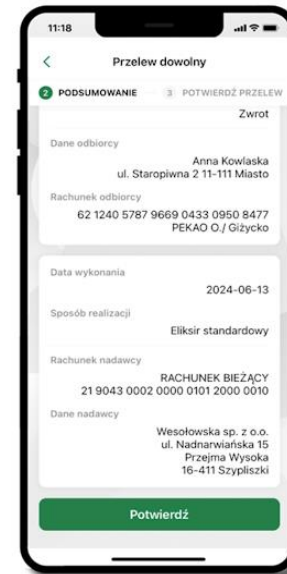 11:18
Przelew dowolny
2 PODSUMOWANIE 3 POTWIERDŹ PRZELEW
Zwrot
Dane odbiorcy
Anna Kowlaska
ul. Staropiwna 2 11-111 Miasto
Rachunek odbiorcy
62 1240 5787 9669 0433 0950 8477
PEKAO O./ Giżycko
Data wykonania
2024-06-13
Sposób realizacji
Eliksir standardowy
Rachunek nadawcy
RACHUNEK BIEŻĄCY
21 9043 0002 0000 0101 2000 0010
Dane nadawcy
Wesołowska sp. z o.o.
ul. Nadnarwiańska 15
Przejma Wysoka
16-411 Szypliszki
Potwierdź